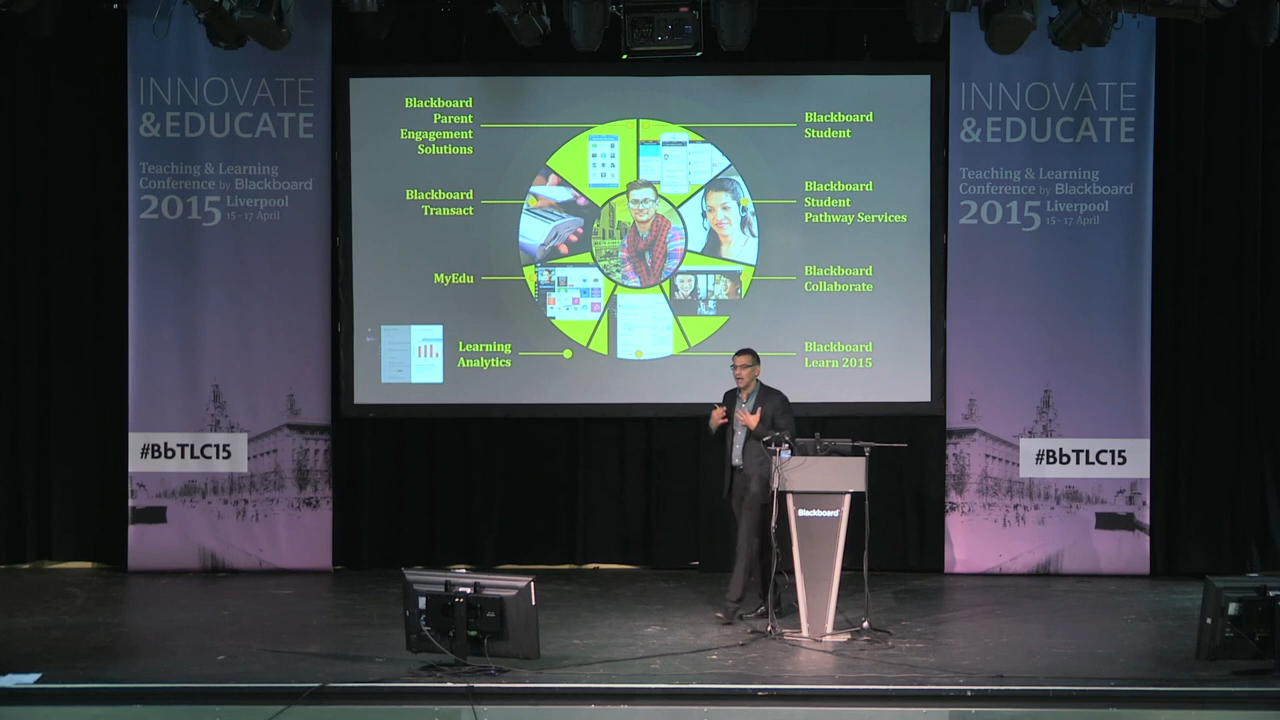 INNOVATE
&EDUCATE
Teaching & Learning
Conference by Blackboard
2015 Liverpool
15 - 17 April
#BbTLC15
Blackboard
Parent
Engagement
Solutions
Blackboard
Transact
MyEdu
Learning
Analytics
Blackboard
Student
Blackboard
Student
Pathway Services
Blackboard
Collaborate
Blackboard
Learn 2015
Blackboard
INNOVATE
&EDUCATE
Teaching & Learning
Conference by Blackboard
2015 Liverpool
15 - 17 April
#BbTLC15